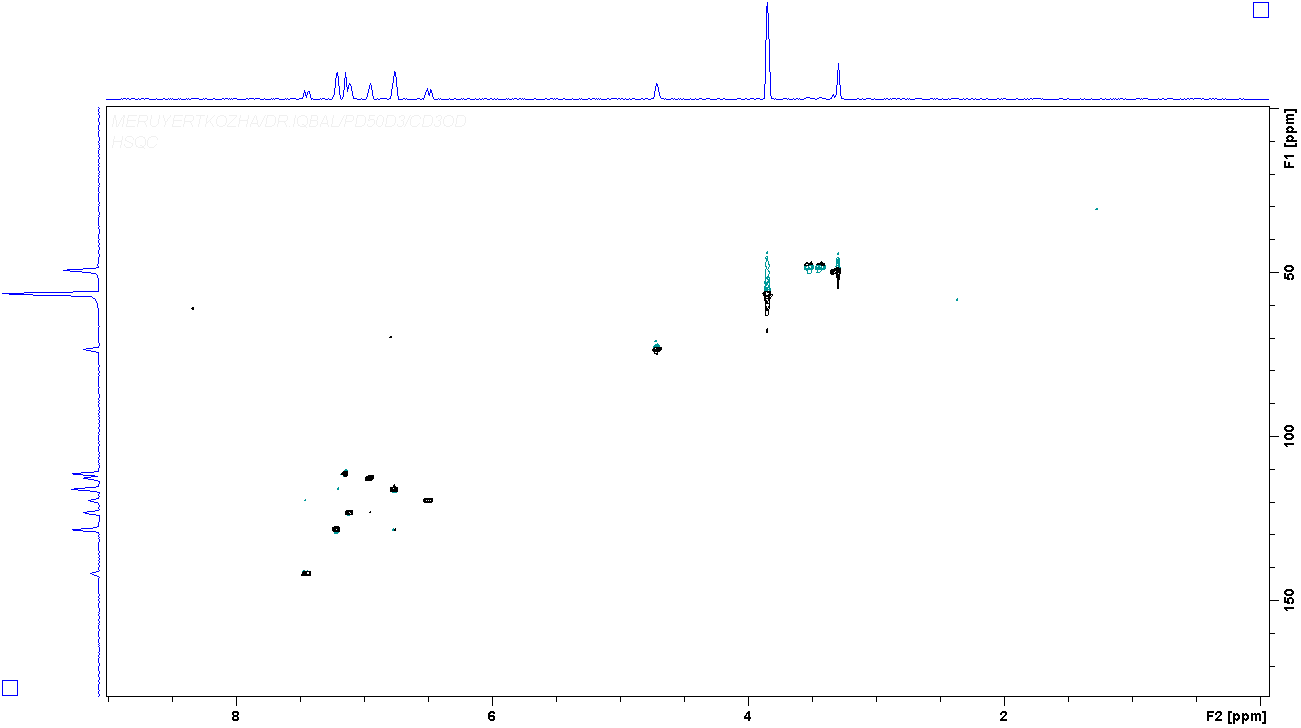 MERUYERTKOZHA/DR IQBAL/PD50D3/CD3OD
HSQC
F1 [ppm]
50
100
150
8
6
4
2
F2 [ppm]